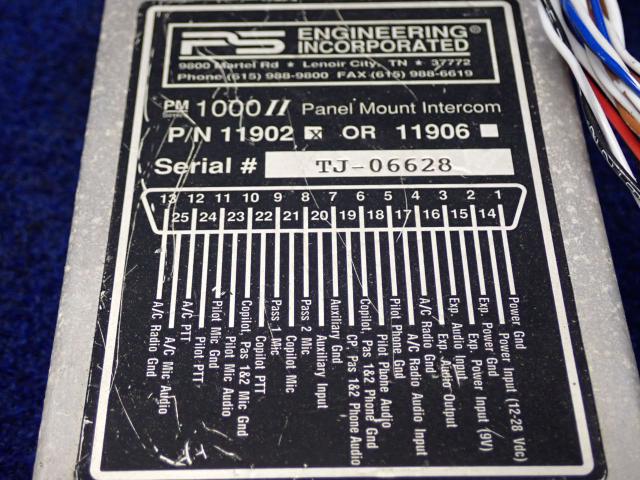 PS ENGINEERING®
INCORPORATED
9800 Martel Rd ★ Lenoir City, TN ★ 37772
Phone (615) 988-9800 FAX (615) 988-6619
PM 1000 II Panel Mount Intercom
P/N 11902 OR 11906
Serial # TJ-06628
13 12 11 10 9 8 7 6 5 4 3 2 1
25 24 23 22 21 20 19 18 17 16 15 14
A/C Radio Gnd
A/C Mic Audio
A/C PTT
Pilot PTT
Pilot Mic Gnd
Pilot Mic Audio
Copilot, Pas 1&2 Mic Gnd
Copilot PTT
Pass 1 Mic
Copilot Mic
Pass 2 Mic
Auxiliary Input
Auxiliary Gnd
CP, Pas 1&2 Phone Audio
Copilot, Pas 1&2 Phone Gnd
Pilot Phone Audio
Pilot Phone Gnd
A/C Radio Audio Input
A/C Radio Gnd
Exp. Audio Output
Exp. Audio Input
Exp. Power Input (9V)
Exp. Power Gnd
Power Input (12-28 Vdc)
Power Gnd